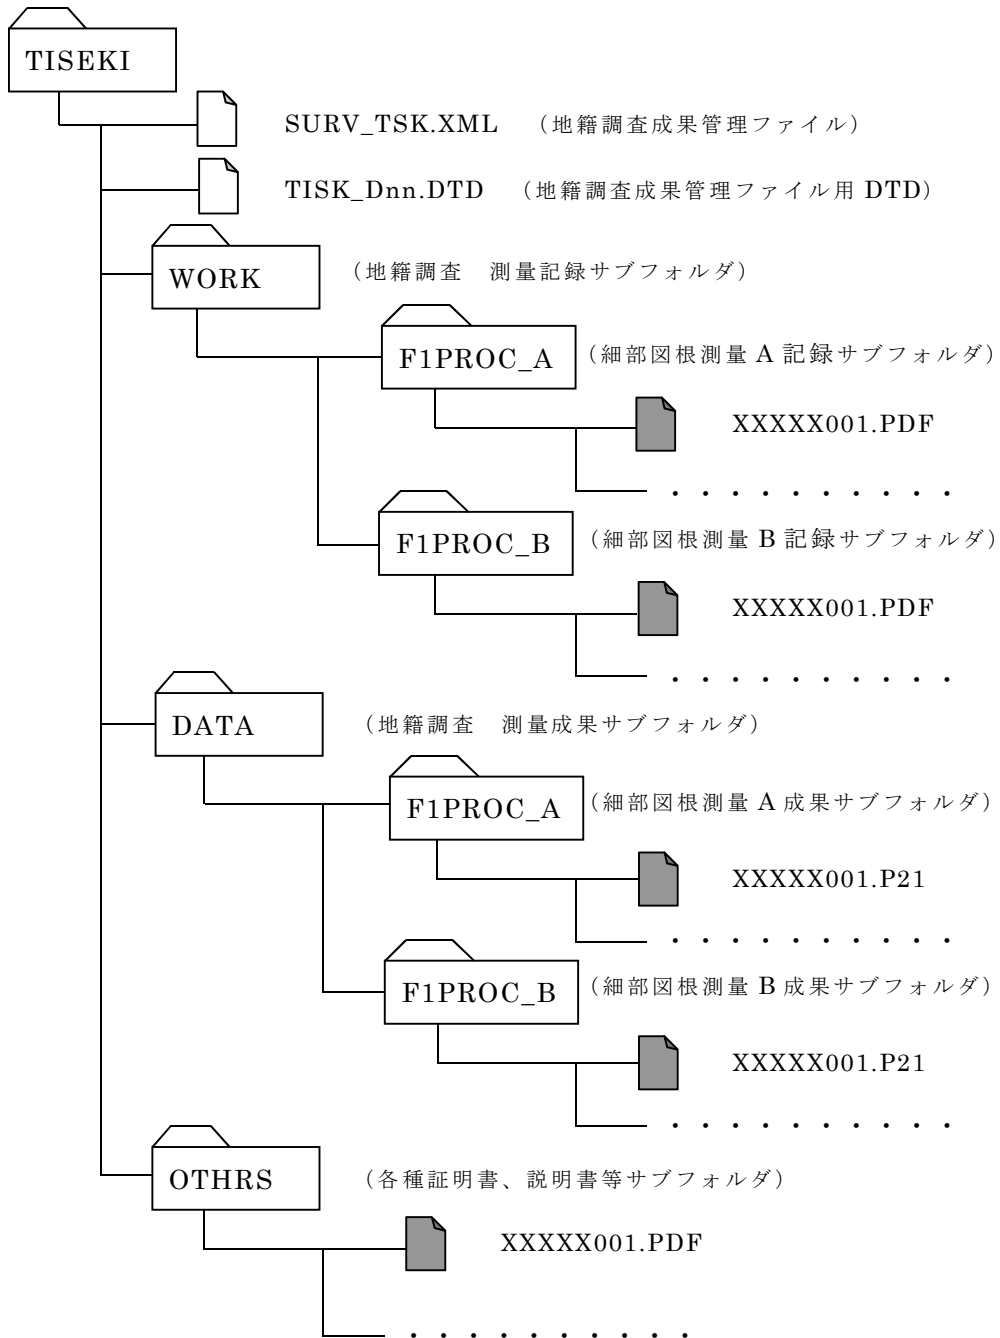 TISEKI
SURV_TSK.XML （地籍調査成果管理ファイル）
TISK_Dnn.DTD （地籍調査成果管理ファイル用 DTD）
WORK （地籍調査　測量記録サブフォルダ）
F1PROC_A （細部図根測量 A 記録サブフォルダ）
XXXXX001.PDF
・・・・・・・・・・
F1PROC_B （細部図根測量 B 記録サブフォルダ）
XXXXX001.PDF
・・・・・・・・・・
DATA （地籍調査　測量成果サブフォルダ）
F1PROC_A （細部図根測量 A 成果サブフォルダ）
XXXXX001.P21
・・・・・・・・・・
F1PROC_B （細部図根測量 B 成果サブフォルダ）
XXXXX001.P21
・・・・・・・・・・
OTHRS （各種証明書、説明書等サブフォルダ）
XXXXX001.PDF
・・・・・・・・・・